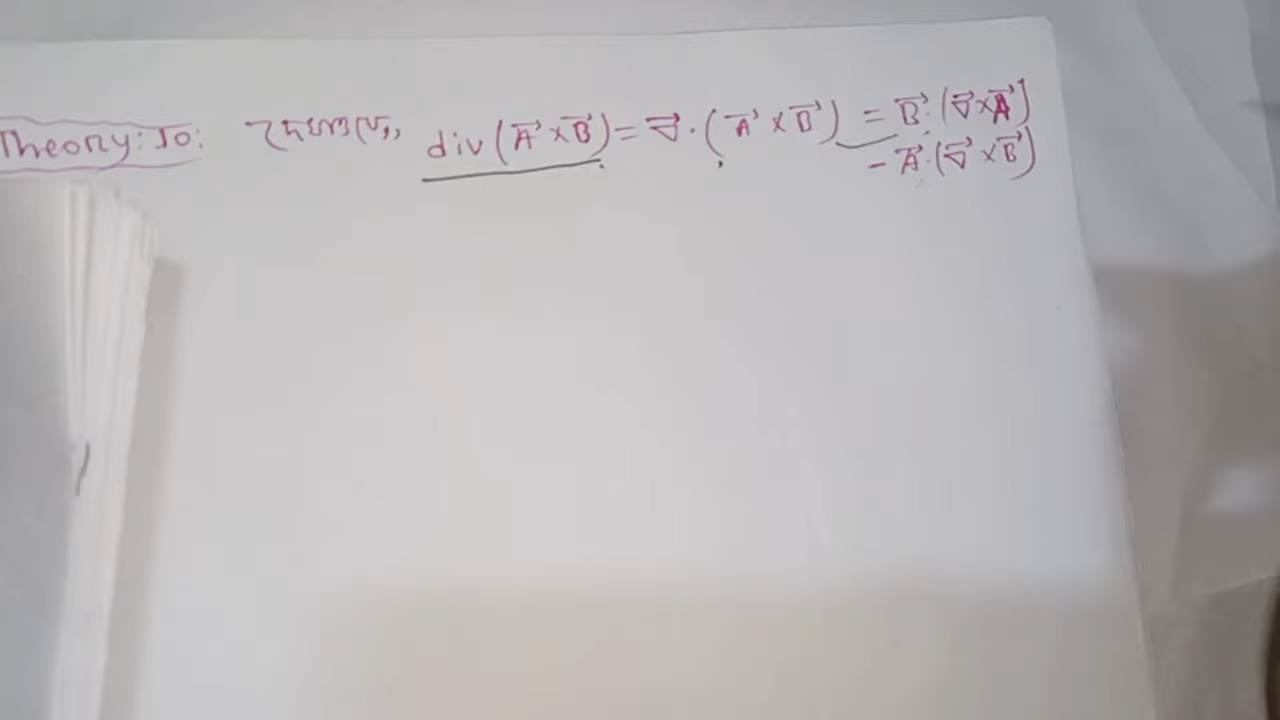 Theory: 10: দেখাও যে, div (A⃗ × B⃗) = ∇⃗ · (A⃗ × B⃗) = B⃗ · (∇⃗ × A⃗)
− A⃗ · (∇⃗ × B⃗)